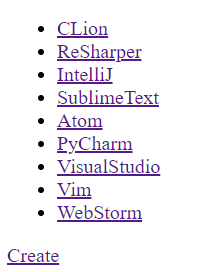 CLion
ReSharper
IntelliJ
SublimeText
Atom
PyCharm
VisualStudio
Vim
WebStorm
Create